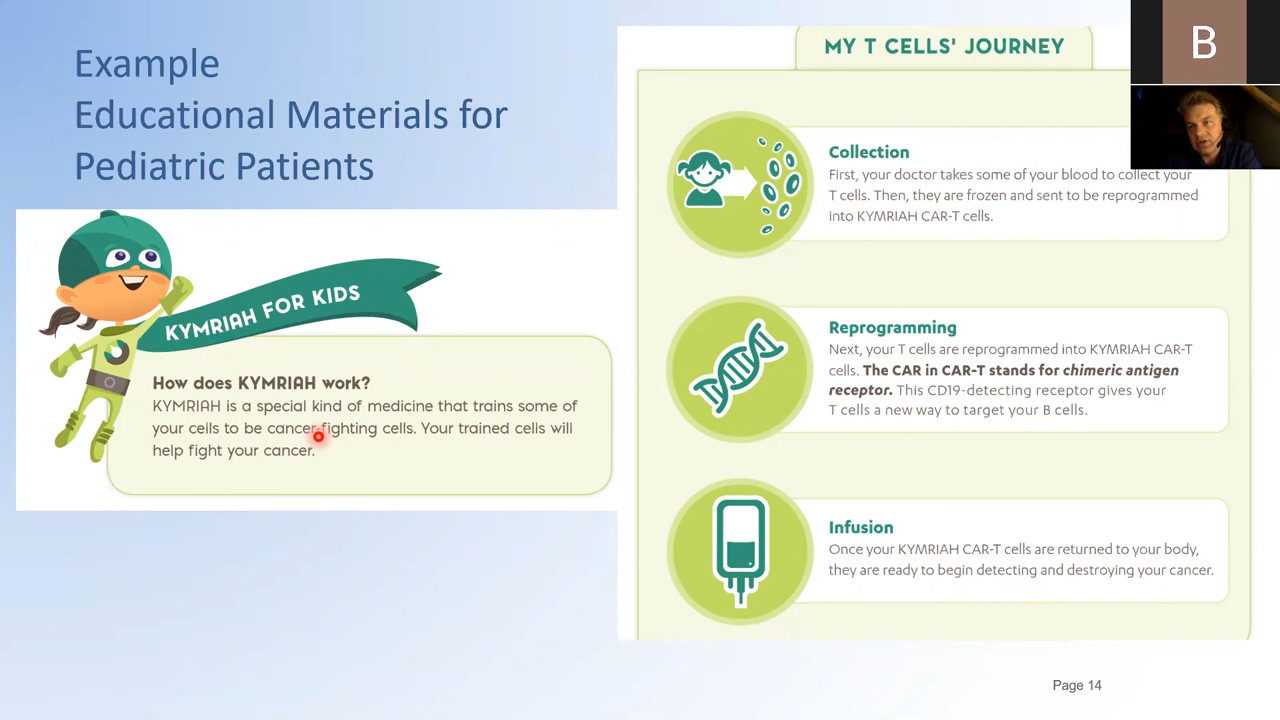 Example
Educational Materials for
Pediatric Patients
KYMRIAH FOR KIDS
How does KYMRIAH work?
KYMRIAH is a special kind of medicine that trains some of
your cells to be cancer-fighting cells. Your trained cells will
help fight your cancer.
MY T CELLS' JOURNEY
Collection
First, your doctor takes some of your blood to collect your
T cells. Then, they are frozen and sent to be reprogrammed
into KYMRIAH CAR-T cells.
Reprogramming
Next, your T cells are reprogrammed into KYMRIAH CAR-T
cells. The CAR in CAR-T stands for chimeric antigen
receptor. This CD19-detecting receptor gives your
T cells a new way to target your B cells.
Infusion
Once your KYMRIAH CAR-T cells are returned to your body,
they are ready to begin detecting and destroying your cancer.
B
Page 14